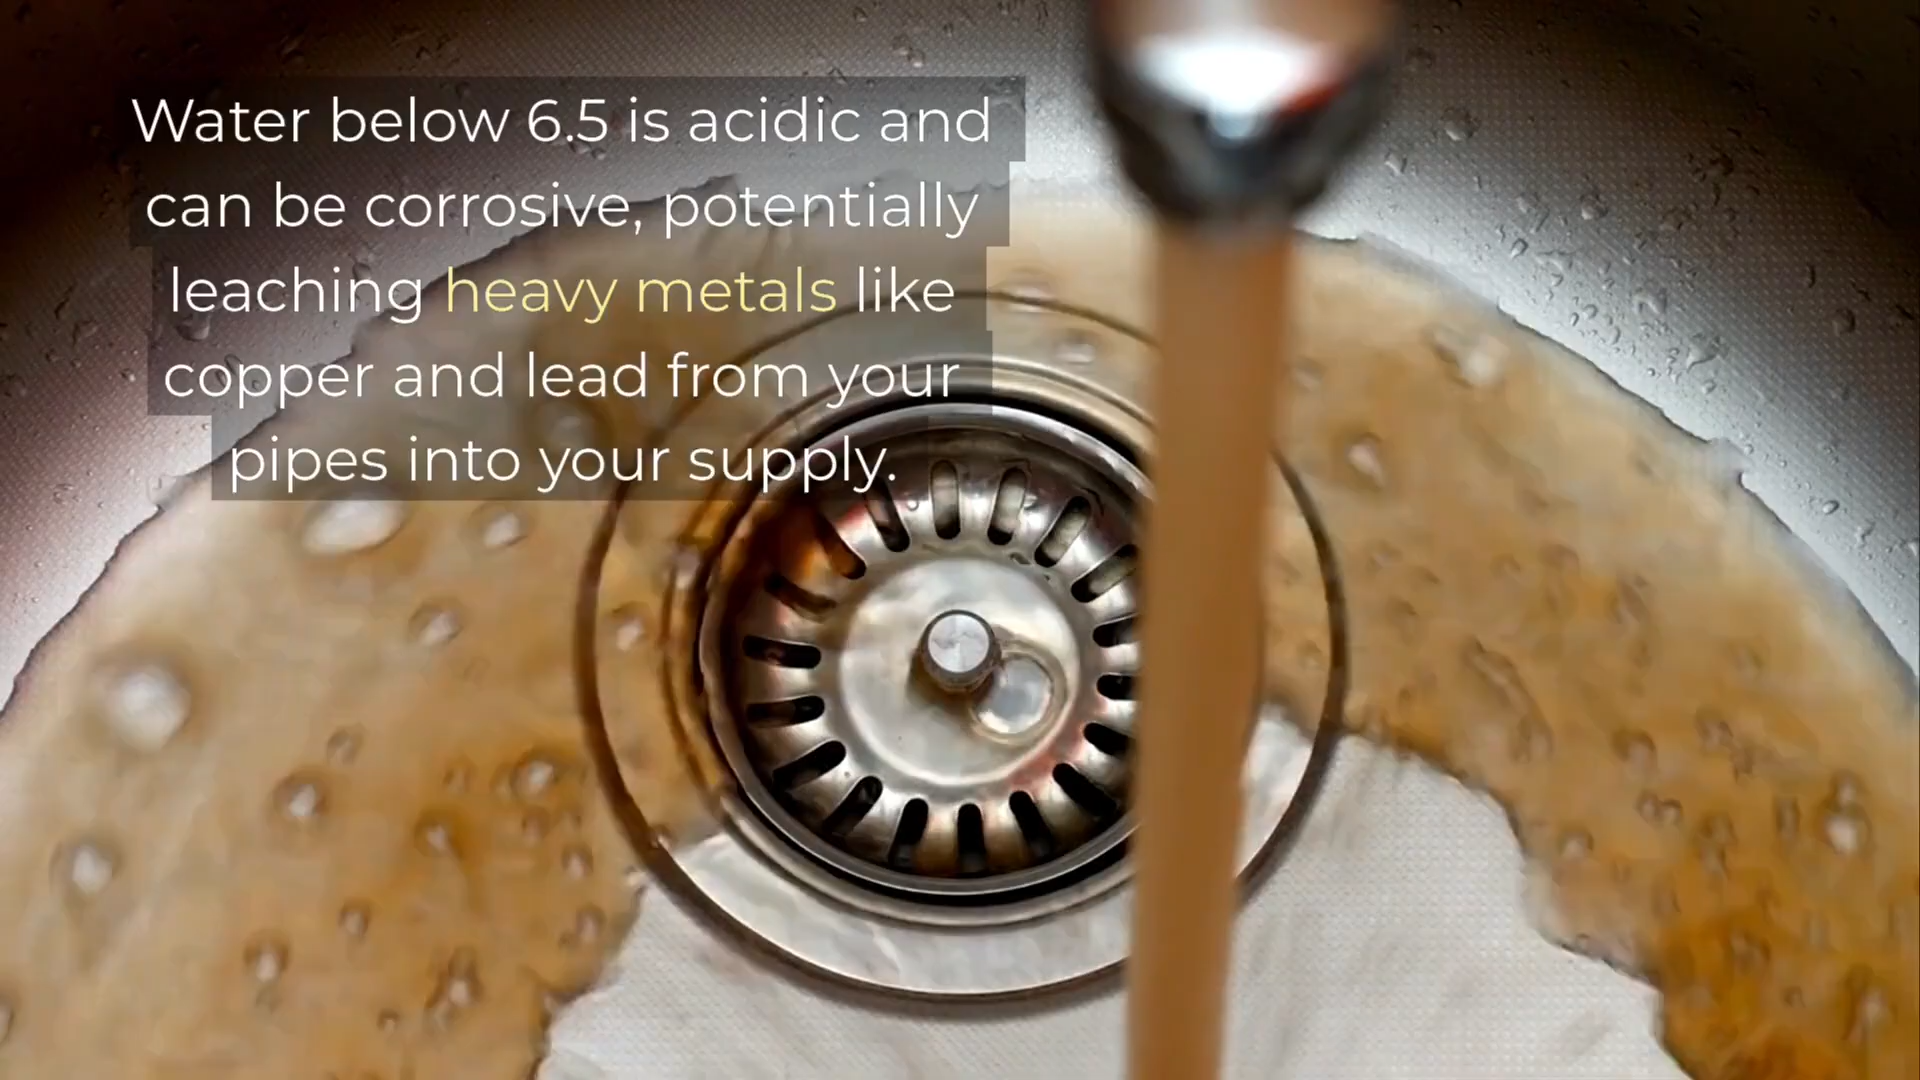 Water below 6.5 is acidic and
can be corrosive, potentially
leaching heavy metals like
copper and lead from your
pipes into your supply.